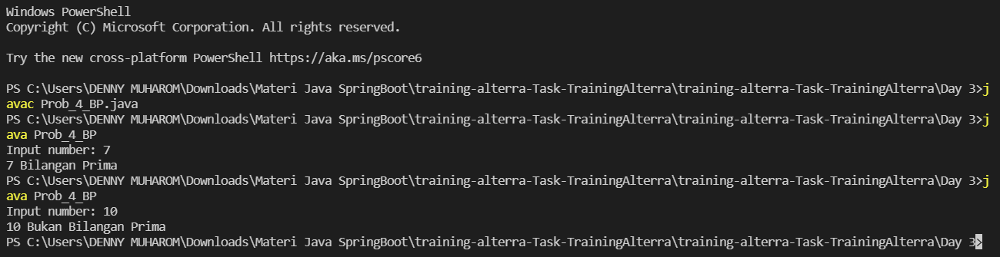 Windows PowerShell
Copyright (C) Microsoft Corporation. All rights reserved.
Try the new cross-platform PowerShell https://aka.ms/pscore6
PS C:\Users\DENNY MUHAROM\Downloads\Materi Java SpringBoot\training-alterra-Task-TrainingAlterra\training-alterra-Task-TrainingAlterra\Day 3>j
avac Prob_4_BP.java
PS C:\Users\DENNY MUHAROM\Downloads\Materi Java SpringBoot\training-alterra-Task-TrainingAlterra\training-alterra-Task-TrainingAlterra\Day 3>j
ava Prob_4_BP
Input number: 7
7 Bilangan Prima
PS C:\Users\DENNY MUHAROM\Downloads\Materi Java SpringBoot\training-alterra-Task-TrainingAlterra\training-alterra-Task-TrainingAlterra\Day 3>j
ava Prob_4_BP
Input number: 10
10 Bukan Bilangan Prima
PS C:\Users\DENNY MUHAROM\Downloads\Materi Java SpringBoot\training-alterra-Task-TrainingAlterra\training-alterra-Task-TrainingAlterra\Day 3>